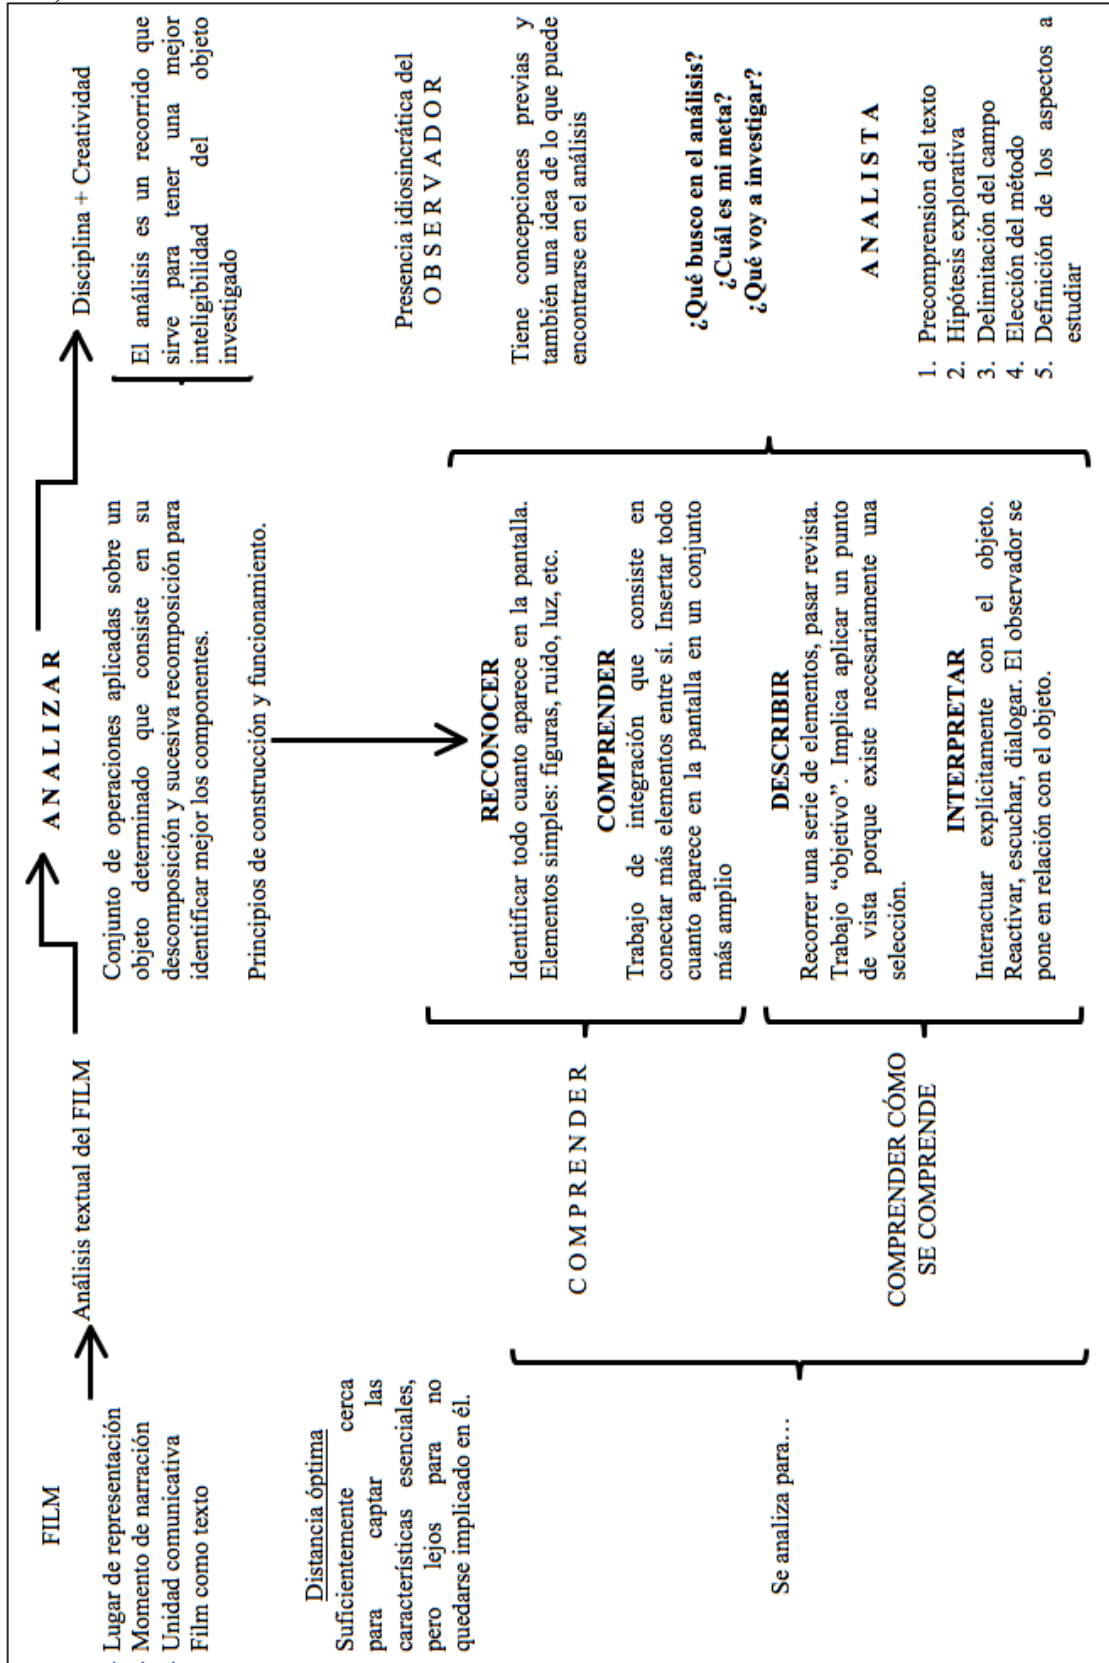 FILM
Lugar de representación
Momento de narración
Unidad comunicativa
Film como texto
Distancia óptima
Suficientemente cerca
para captar las
características esenciales,
pero lejos para no
quedarse implicado en él.
Se analiza para…
Análisis textual del FILM
COMPRENDER
COMPRENDER CÓMO
SE COMPRENDE
ANALIZAR
Conjunto de operaciones aplicadas sobre un
objeto determinado que consiste en su
descomposición y sucesiva recomposición para
identificar mejor los componentes.
Principios de construcción y funcionamiento.
RECONOCER
Identificar todo cuanto aparece en la pantalla.
Elementos simples: figuras, ruido, luz, etc.
COMPRENDER
Trabajo de integración que consiste en
conectar más elementos entre sí. Insertar todo
cuanto aparece en la pantalla en un conjunto
más amplio
DESCRIBIR
Recorrer una serie de elementos, pasar revista.
Trabajo “objetivo”. Implica aplicar un punto
de vista porque existe necesariamente una
selección.
INTERPRETAR
Interactuar explícitamente con el objeto.
Reactivar, escuchar, dialogar. El observador se
pone en relación con el objeto.
Disciplina + Creatividad
El análisis es un recorrido que
sirve para tener una mejor
inteligibilidad del objeto
investigado
Presencia idiosincrática del
OBSERVADOR
Tiene concepciones previas y
también una idea de lo que puede
encontrarse en el análisis
¿Qué busco en el análisis?
¿Cuál es mi meta?
¿Qué voy a investigar?
ANALISTA
1. Precomprension del texto
2. Hipótesis explorativa
3. Delimitación del campo
4. Elección del método
5. Definición de los aspectos a
estudiar